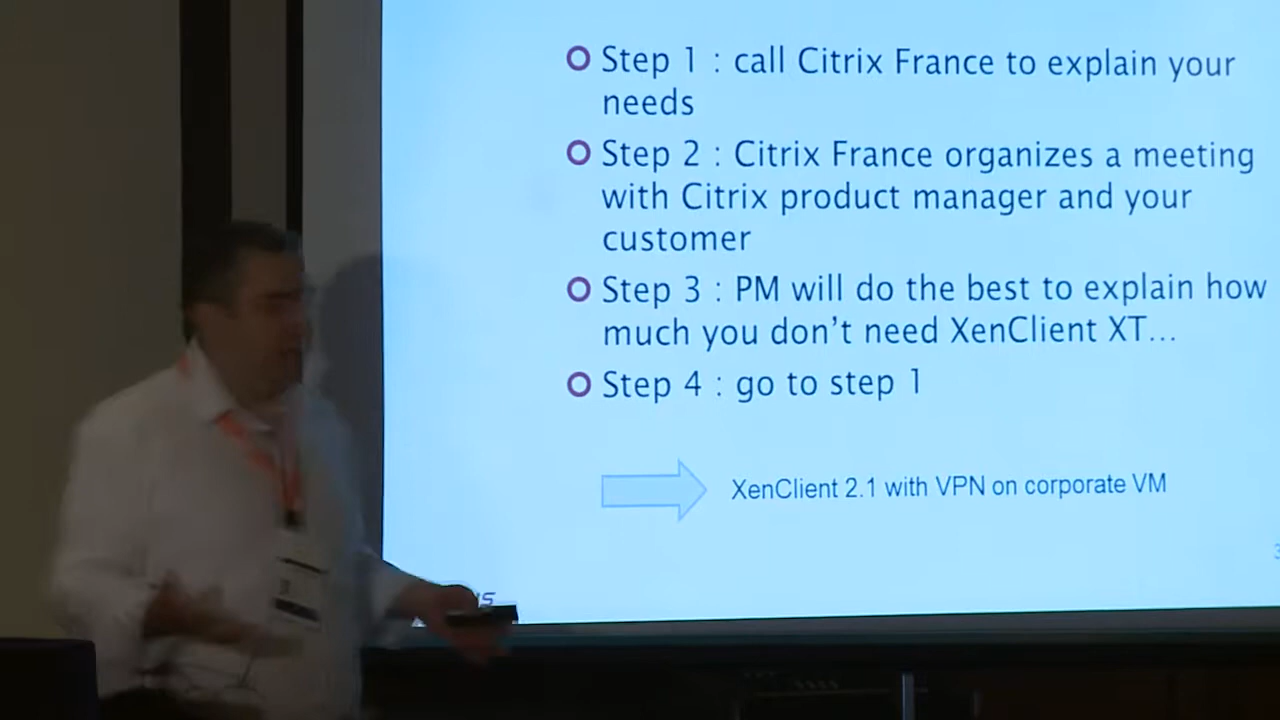 Step 1 : call Citrix France to explain your
needs
Step 2 : Citrix France organizes a meeting
with Citrix product manager and your
customer
Step 3 : PM will do the best to explain how
much you don't need XenClient XT...
Step 4 : go to step 1
XenClient 2.1 with VPN on corporate VM